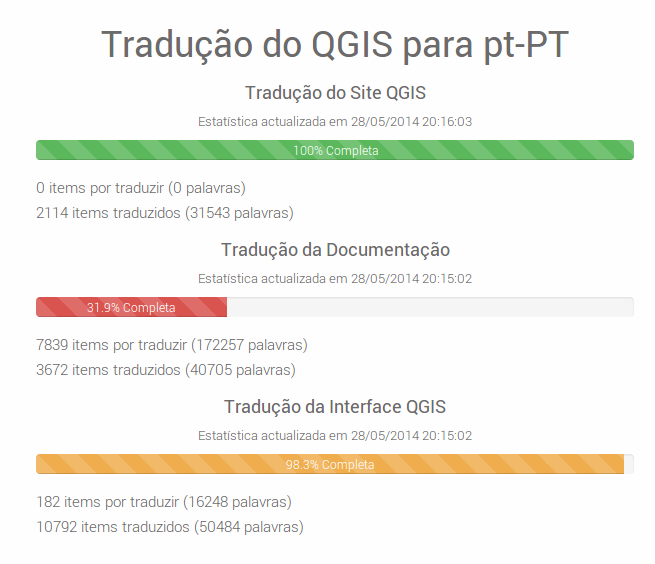 Tradução do QGIS para pt-PT
Tradução do Site QGIS
Estatística actualizada em 28/05/2014 20:16:03
100% Completa
0 items por traduzir (0 palavras)
2114 items traduzidos (31543 palavras)
Tradução da Documentação
Estatística actualizada em 28/05/2014 20:15:02
31.9% Completa
7839 items por traduzir (172257 palavras)
3672 items traduzidos (40705 palavras)
Tradução da Interface QGIS
Estatística actualizada em 28/05/2014 20:15:02
98.3% Completa
182 items por traduzir (16248 palavras)
10792 items traduzidos (50484 palavras)